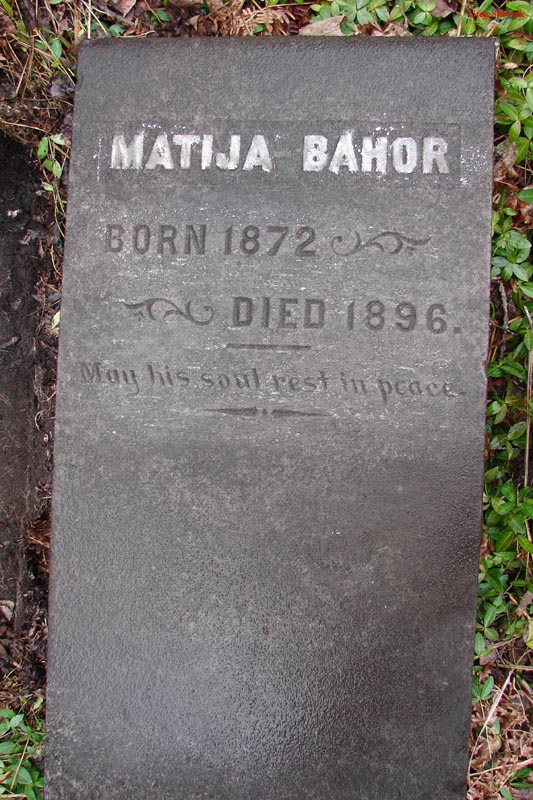 MATIJA BAHOR
BORN 1872
DIED 1896.
May his soul rest in peace.